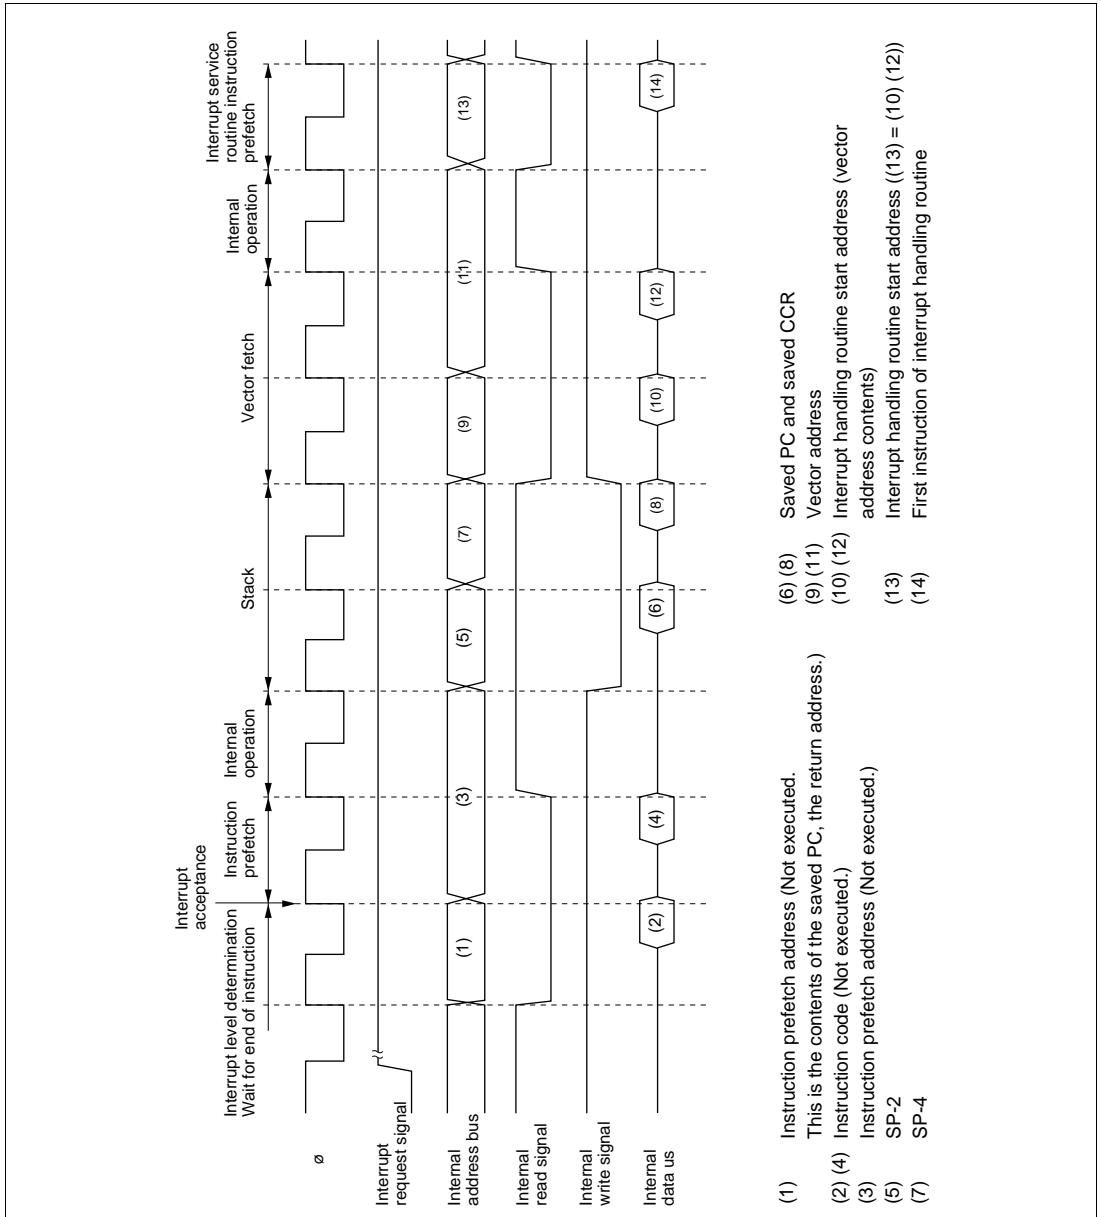 Interrupt
acceptance
Interrupt level determination
Wait for end of instruction
Instruction
prefetch
Internal
operation
Stack
Vector fetch
Internal
operation
Interrupt service
routine instruction
prefetch
ø
Interrupt
request signal
Internal
address bus
(1)
(3)
(5)
(7)
(9)
(11)
(13)
Internal
read signal
Internal
write signal
Internal
data us
(2)
(4)
(6)
(8)
(10)
(12)
(14)
(1) Instruction prefetch address (Not executed.
This is the contents of the saved PC, the return address.)
(2) (4) Instruction code (Not executed.)
(3) Instruction prefetch address (Not executed.)
(5) SP-2
(7) SP-4
(6) (8) Saved PC and saved CCR
(9) (11) Vector address
(10) (12) Interrupt handling routine start address (vector
address contents)
(13) Interrupt handling routine start address ((13) = (10) (12))
(14) First instruction of interrupt handling routine